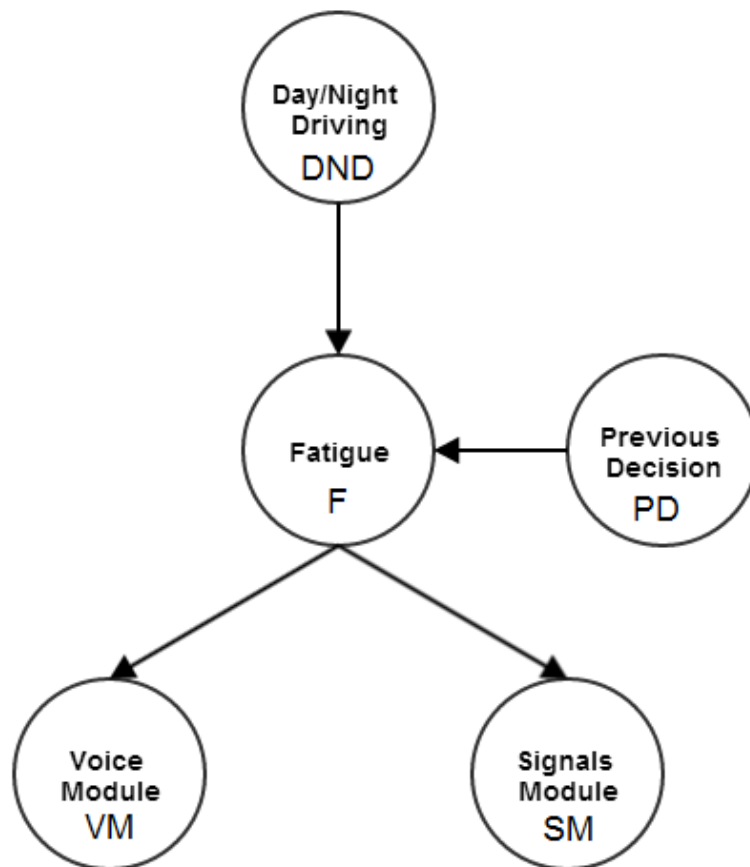 Day/Night
Driving
DND
Fatigue
F
Previous
Decision
PD
Voice
Module
VM
Signals
Module
SM